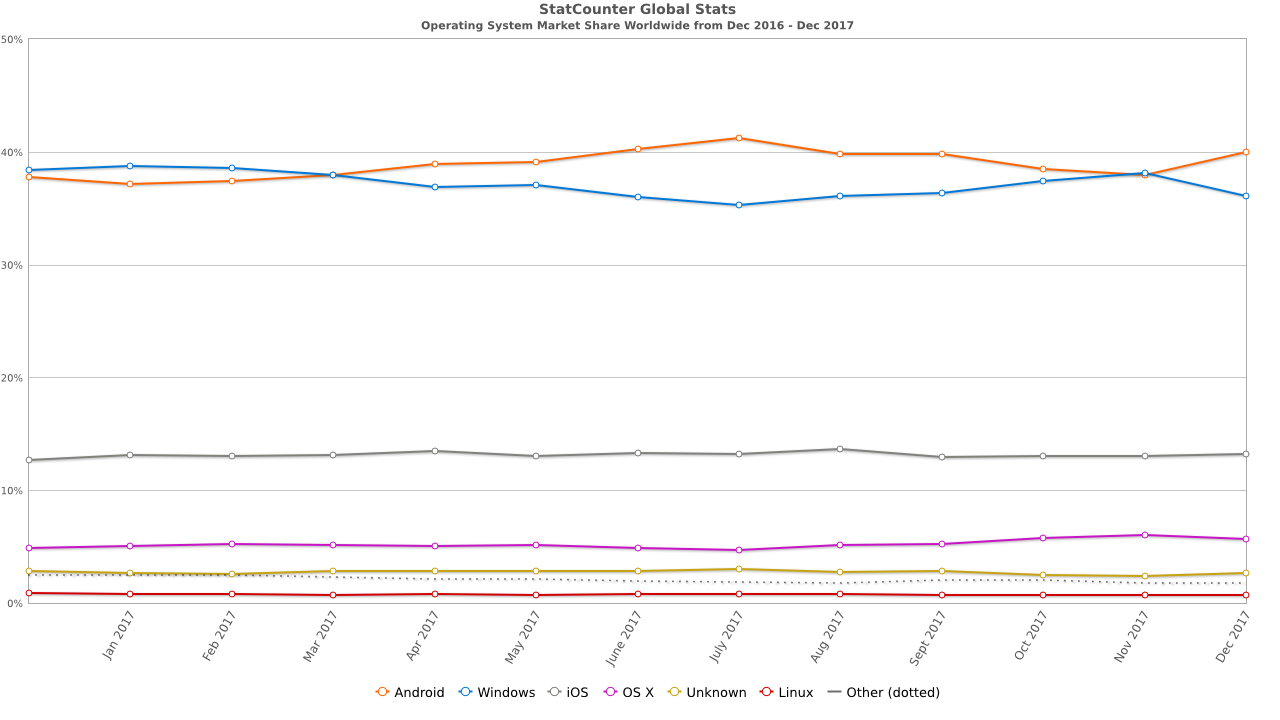 StatCounter Global Stats
Operating System Market Share Worldwide from Dec 2016 - Dec 2017
50%
40%
30%
20%
10%
0%
Jan 2017
Feb 2017
Mar 2017
Apr 2017
May 2017
June 2017
July 2017
Aug 2017
Sept 2017
Oct 2017
Nov 2017
Dec 2017
Android Windows iOS OS X Unknown Linux Other (dotted)